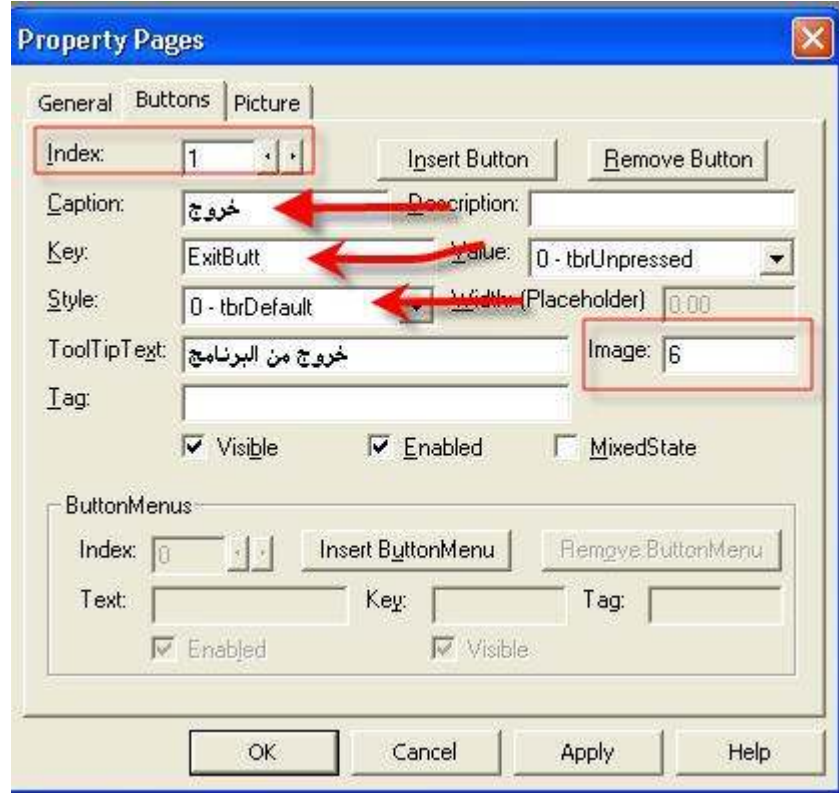 Property Pages
General Buttons Picture
Index: 1 Insert Button Remove Button
Caption: خروج Description:
Key: ExitButt Value: 0 - tbrUnpressed
Style: 0 - tbrDefault Width: (Placeholder) 0.00
ToolTipText: خروج من البرنامج Image: 6
Tag:
Visible Enabled MixedState
ButtonMenus
Index: 0 Insert ButtonMenu Remove ButtonMenu
Text: Key: Tag:
Enabled Visible
OK Cancel Apply Help